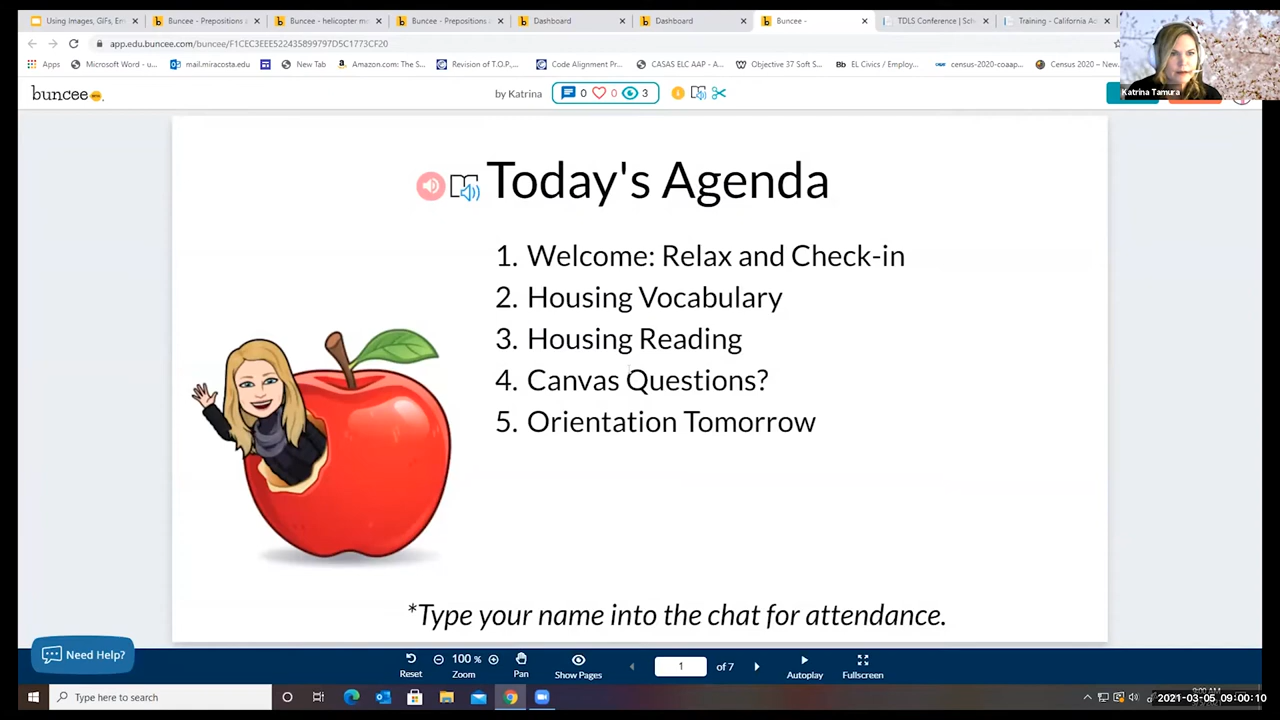 Using Images, GIFs, Em
Buncee - Prepositions a
Buncee - helicopter m
Buncee - Prepositions a
Dashboard
Dashboard
Buncee -
TDLS Conference | Sch
Training - California Ad
app.edu.buncee.com/buncee/F1CEC3EEE522435899797D5C1773CF20
Apps
Microsoft Word - u...
mail.miracosta.edu
New Tab
Amazon.com: The S...
Revision of T.O.P....
Code Alignment Pr...
CASAS ELC AAP - A...
Objective 37 Soft S...
Bb EL Civics / Employ...
census-2020-coaap...
Census 2020 – New...
Katrina Tamura
buncee
by Katrina
0 0 3
Today's Agenda
1. Welcome: Relax and Check-in
2. Housing Vocabulary
3. Housing Reading
4. Canvas Questions?
5. Orientation Tomorrow
*Type your name into the chat for attendance.
Need Help?
Reset
100 %
Zoom
Pan
Show Pages
1 of 7
Autoplay
Fullscreen
Type here to search
2021-03-05 09:00:10